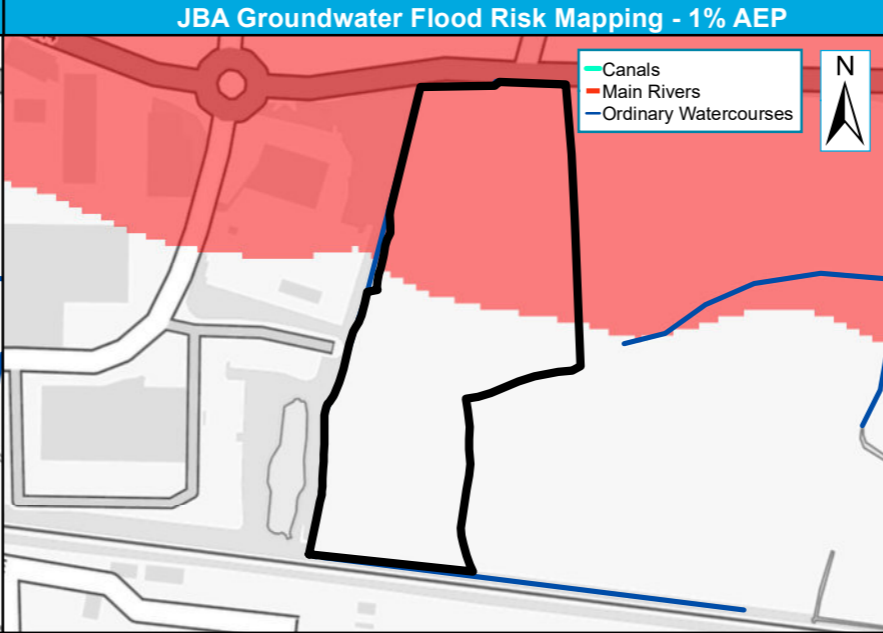 JBA Groundwater Flood Risk Mapping - 1% AEP
Canals
Main Rivers
Ordinary Watercourses
N